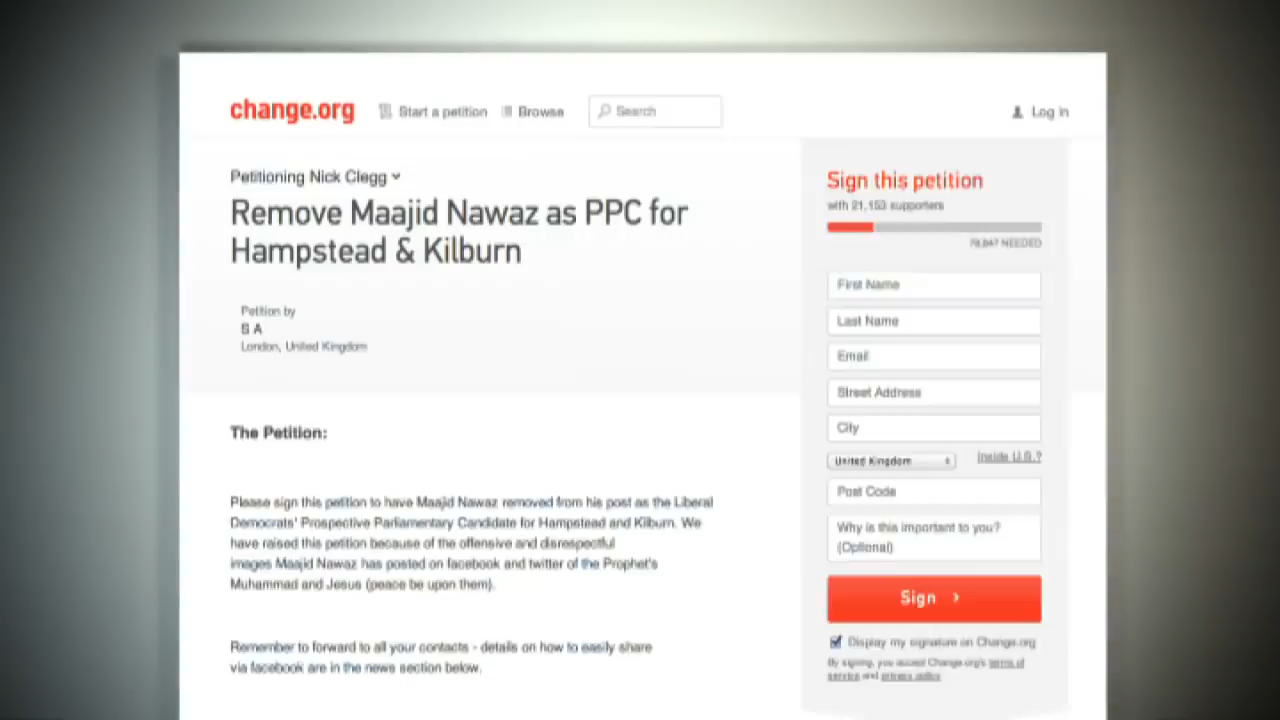 change.org
Start a petition
Browse
Search
Log in
Petitioning Nick Clegg
Remove Maajid Nawaz as PPC for
Hampstead & Kilburn
Petition by
S A
London, United Kingdom
The Petition:
Please sign this petition to have Maajid Nawaz removed from his post as the Liberal
Democrats' Prospective Parliamentary Candidate for Hampstead and Kilburn. We
have raised this petition because of the offensive and disrespectful
images Maajid Nawaz has posted on facebook and twitter of the Prophet's
Muhammad and Jesus (peace be upon them).
Remember to forward to all your contacts - details on how to easily share
via facebook are in the news section below.
Sign this petition
with 21,153 supporters
78,847 NEEDED
First Name
Last Name
Email
Street Address
City
United Kingdom
Inside U.S.?
Post Code
Why is this important to you?
(Optional)
Sign >
Display my signature on Change.org
By signing, you accept Change.org's terms of
service and privacy policy